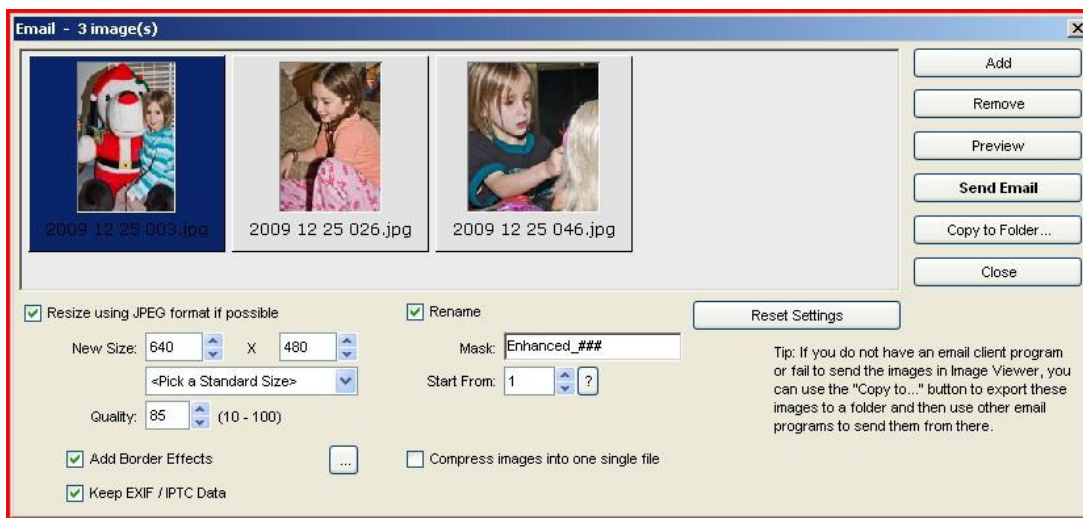 Email - 3 image(s)
Add
Remove
Preview
Send Email
Copy to Folder...
Close
2009 12 25 003.jpg
2009 12 25 026.jpg
2009 12 25 046.jpg
Resize using JPEG format if possible
New Size: 640 X 480
<Pick a Standard Size>
Quality: 85 (10 - 100)
Add Border Effects ...
Keep EXIF / IPTC Data
Rename
Mask: Enhanced_###
Start From: 1 ?
Compress images into one single file
Reset Settings
Tip: If you do not have an email client program
or fail to send the images in Image Viewer, you
can use the "Copy to..." button to export these
images to a folder and then use other email
programs to send them from there.